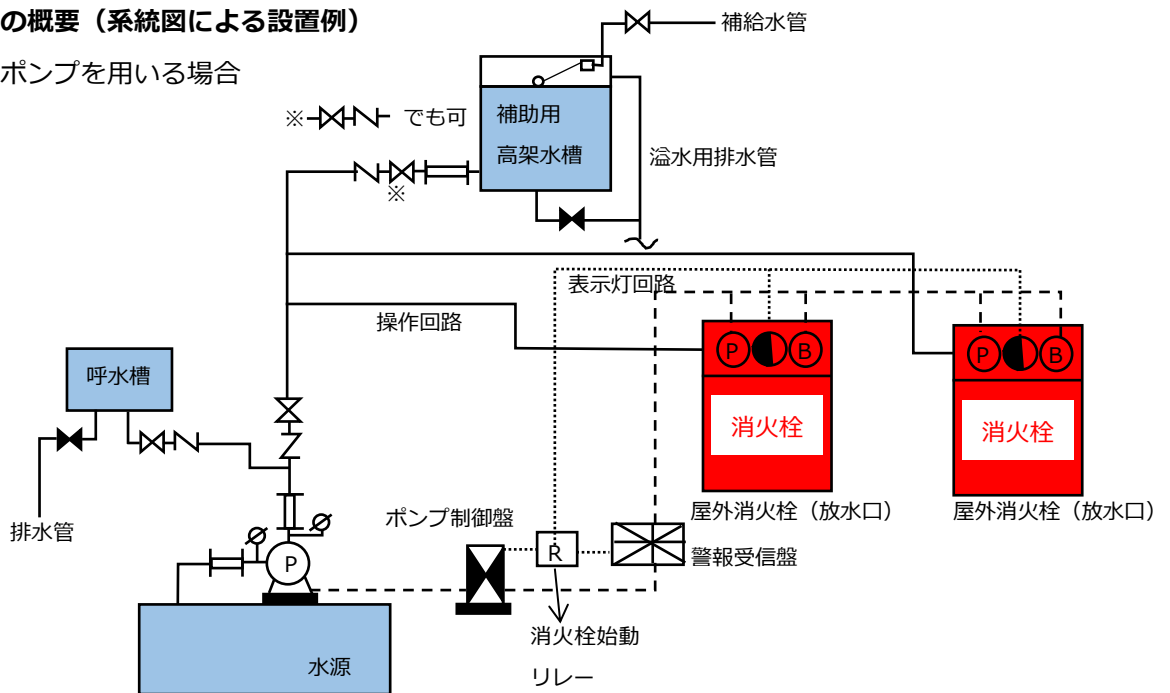 の概要（系統図による設置例）
ポンプを用いる場合
補給水管
※ でも可
補助用
高架水槽
溢水用排水管
※
表示灯回路
操作回路
呼水槽
P B
P B
消火栓
消火栓
屋外消火栓（放水口）
屋外消火栓（放水口）
排水管
ポンプ制御盤
R
警報受信盤
P
消火栓始動
リレー
水源